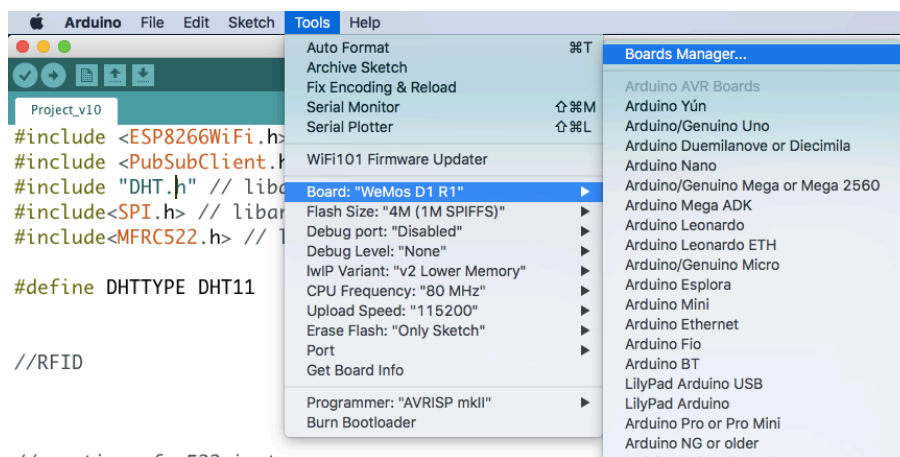 Arduino File Edit Sketch Tools Help
Project_v10
#include <ESP8266WiFi.h>
#include <PubSubClient.h
#include "DHT.h" // liba
#include<SPI.h> // libar
#include<MFRC522.h> // l
#define DHTTYPE DHT11
//RFID
Auto Format ⌘T
Archive Sketch
Fix Encoding & Reload
Serial Monitor ⇧⌘M
Serial Plotter ⇧⌘L
WiFi101 Firmware Updater
Board: "WeMos D1 R1"
Flash Size: "4M (1M SPIFFS)"
Debug port: "Disabled"
Debug Level: "None"
lwIP Variant: "v2 Lower Memory"
CPU Frequency: "80 MHz"
Upload Speed: "115200"
Erase Flash: "Only Sketch"
Port
Get Board Info
Programmer: "AVRISP mkII"
Burn Bootloader
Boards Manager...
Arduino AVR Boards
Arduino Yún
Arduino/Genuino Uno
Arduino Duemilanove or Diecimila
Arduino Nano
Arduino/Genuino Mega or Mega 2560
Arduino Mega ADK
Arduino Leonardo
Arduino Leonardo ETH
Arduino/Genuino Micro
Arduino Esplora
Arduino Mini
Arduino Ethernet
Arduino Fio
Arduino BT
LilyPad Arduino USB
LilyPad Arduino
Arduino Pro or Pro Mini
Arduino NG or older